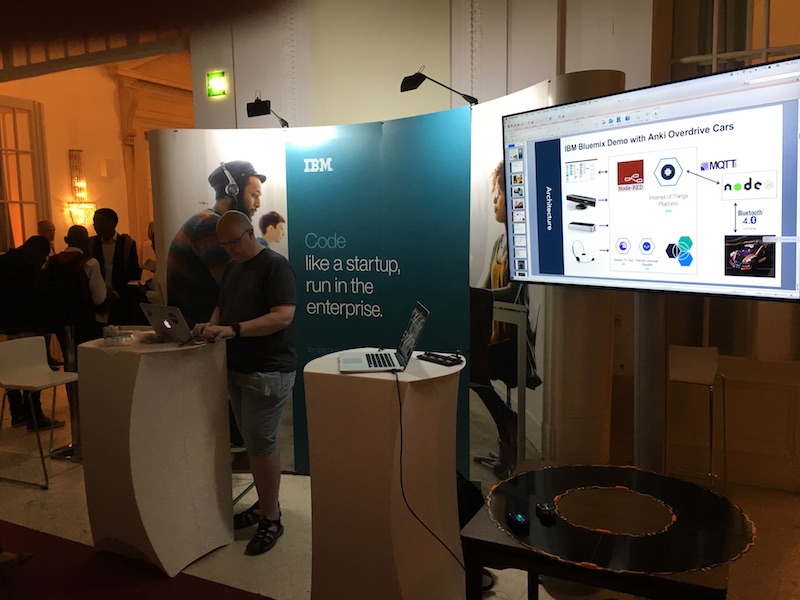 IBM
Code
like a startup,
run in the
enterprise.
IBM Bluemix Demo with Anki Overdrive Cars
Architecture
Node-RED
Internet of Things
Platform
MQTT
node
Bluetooth
4.0